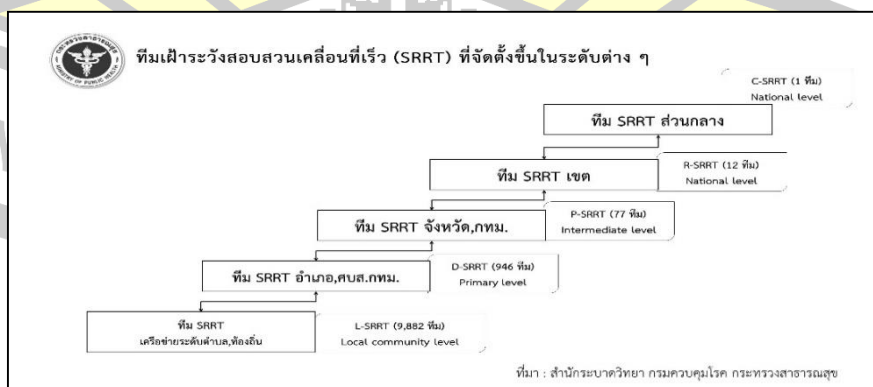 ทีมเฝ้าระวังสอบสวนเคลื่อนที่เร็ว (SRRT) ที่จัดตั้งขึ้นในระดับต่าง ๆ
C-SRRT (1 ทีม)
National level
ทีม SRRT ส่วนกลาง
R-SRRT (12 ทีม)
National level
ทีม SRRT เขต
P-SRRT (77 ทีม)
Intermediate level
ทีม SRRT จังหวัด,กทม.
D-SRRT (946 ทีม)
Primary level
ทีม SRRT อำเภอ,ศบส.กทม.
ทีม SRRT
เครือข่ายระดับตำบล,ท้องถิ่น
L-SRRT (9,882 ทีม)
Local community level
ที่มา : สำนักระบาดวิทยา กรมควบคุมโรค กระทรวงสาธารณสุข